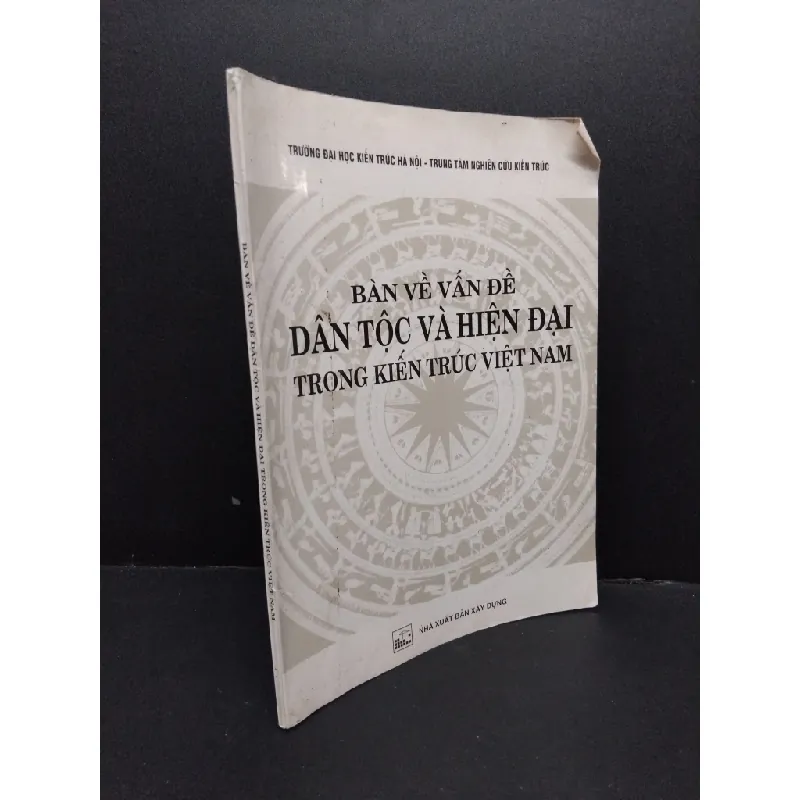 TRƯỜNG ĐẠI HỌC KIẾN TRÚC HÀ NỘI - TRUNG TÂM NGHIÊN CỨU KIẾN TRÚC
BÀN VỀ VẤN ĐỀ
DÂN TỘC VÀ HIỆN ĐẠI
TRONG KIẾN TRÚC VIỆT NAM
NHÀ XUẤT BẢN XÂY DỰNG
BÀN VỀ VẤN ĐỀ DÂN TỘC VÀ HIỆN ĐẠI TRONG KIẾN TRÚC VIỆT NAM